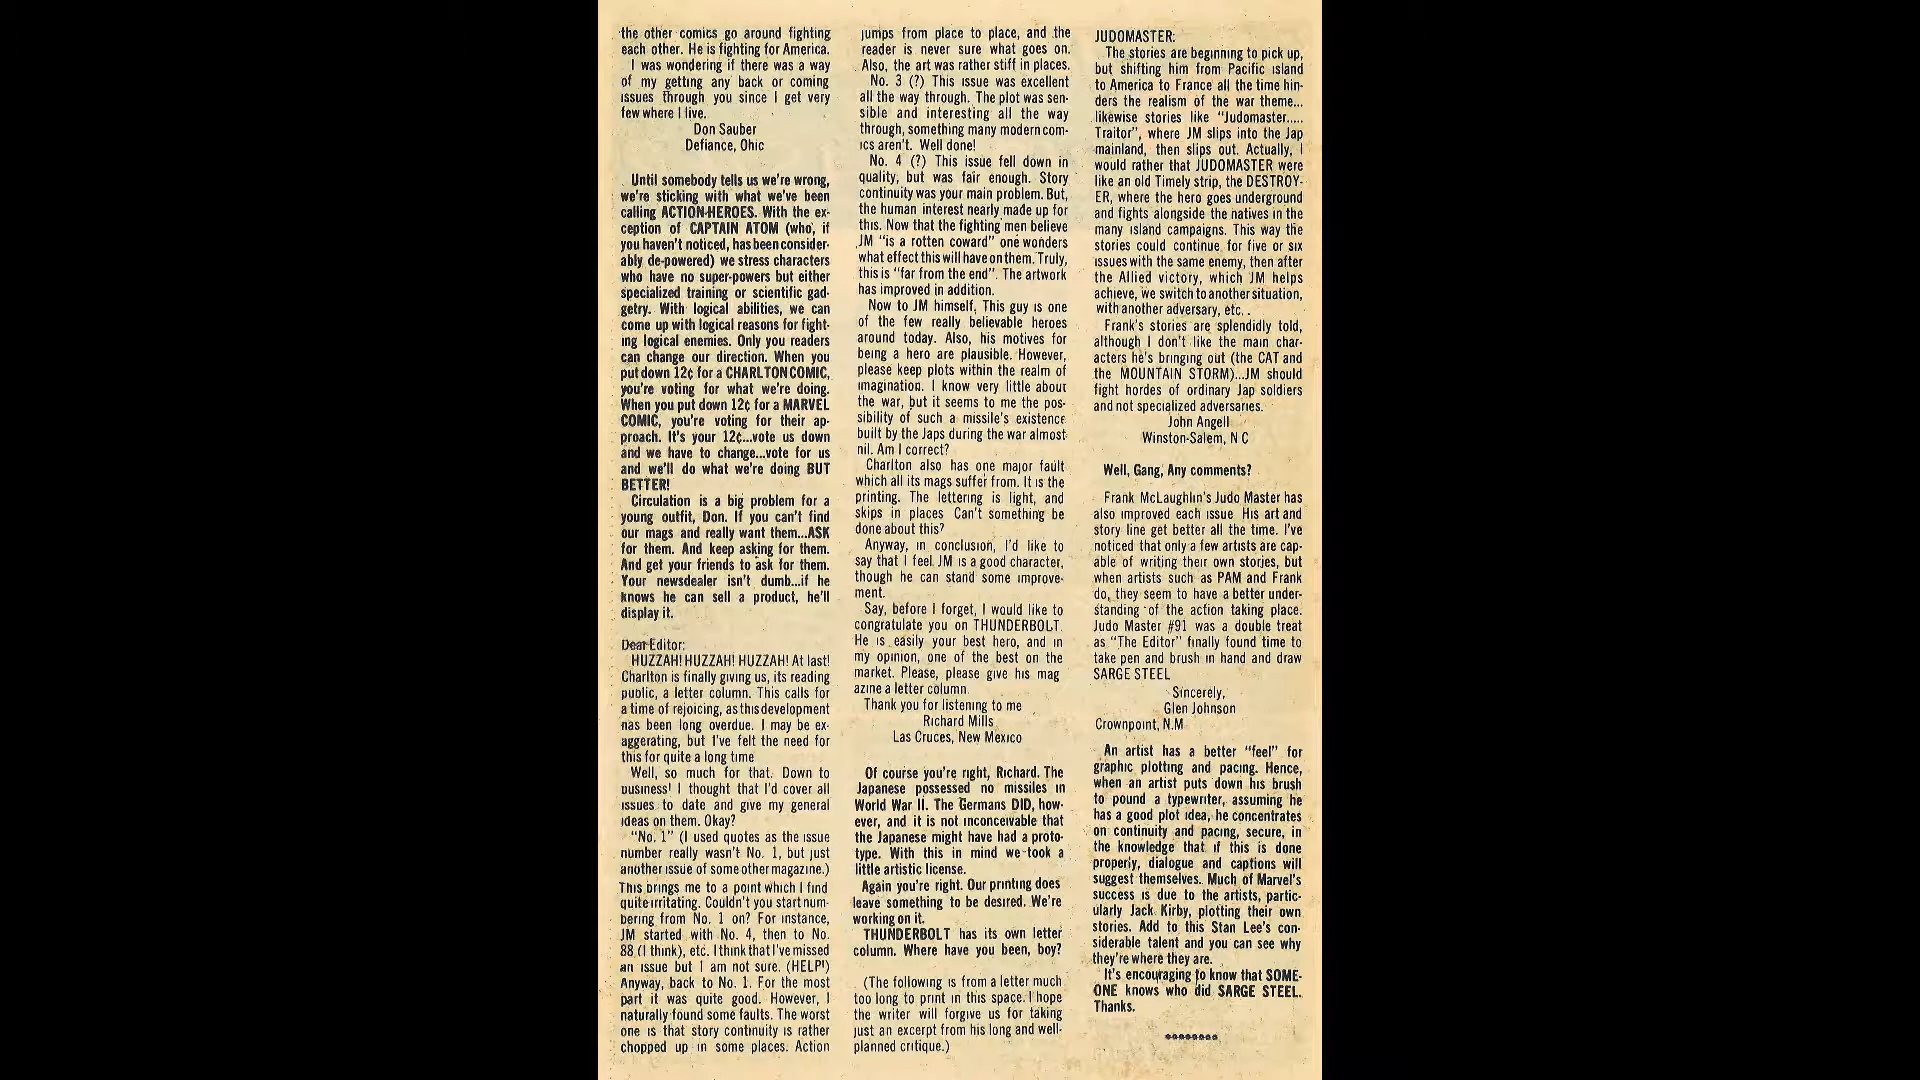 the other comics go around fighting
each other. He is fighting for America.
I was wondering if there was a way
of my getting any back or coming
issues through you since I get very
few where I live.
Don Sauber
Defiance, Ohio
Until somebody tells us we're wrong,
we're sticking with what we've been
calling ACTION-HEROES. With the ex-
ception of CAPTAIN ATOM (who, if
you haven't noticed, has been consider-
ably de-powered) we stress characters
who have no super-powers but either
specialized training or scientific gad-
getry. With logical abilities, we can
come up with logical reasons for fight-
ing logical enemies. Only you readers
can change our direction. When you
put down 12¢ for a CHARLTON COMIC,
you're voting for what we're doing.
When you put down 12¢ for a MARVEL
COMIC, you're voting for their ap-
proach. It's your 12¢...vote us down
and we have to change...vote for us
and we'll do what we're doing BUT
BETTER!
Circulation is a big problem for a
young outfit, Don. If you can't find
our mags and really want them...ASK
for them. And keep asking for them.
And get your friends to ask for them.
Your newsdealer isn't dumb...if he
knows he can sell a product, he'll
display it.
Dear Editor:
HUZZAH! HUZZAH! HUZZAH! At last!
Charlton is finally giving us, its reading
public, a letter column. This calls for
a time of rejoicing, as this development
has been long overdue. I may be ex-
aggerating, but I've felt the need for
this for quite a long time
Well, so much for that. Down to
business! I thought that I'd cover all
issues to date and give my general
ideas on them. Okay?
"No. 1" (I used quotes as the issue
number really wasn't No. 1, but just
another issue of some other magazine.)
This brings me to a point which I find
quite irritating. Couldn't you start num-
bering from No. 1 on? For instance,
JM started with No. 4, then to No.
88 (I think), etc. I think that I've missed
an issue but I am not sure. (HELP!)
Anyway, back to No. 1. For the most
part it was quite good. However, I
naturally found some faults. The worst
one is that story continuity is rather
chopped up in some places. Action
jumps from place to place, and the
reader is never sure what goes on.
Also, the art was rather stiff in places.
No. 3 (?) This issue was excellent
all the way through. The plot was sen-
sible and interesting all the way
through, something many modern com-
ics aren't. Well done!
No. 4 (?) This issue fell down in
quality, but was fair enough. Story
continuity was your main problem. But,
the human interest nearly made up for
this. Now that the fighting men believe
JM "is a rotten coward" one wonders
what effect this will have on them. Truly,
this is "far from the end". The artwork
has improved in addition.
Now to JM himself. This guy is one
of the few really believable heroes
around today. Also, his motives for
being a hero are plausible. However,
please keep plots within the realm of
imagination. I know very little about
the war, but it seems to me the pos-
sibility of such a missile's existence
built by the Japs during the war almost
nil. Am I correct?
Charlton also has one major fault
which all its mags suffer from. It is the
printing. The lettering is light, and
skips in places Can't something be
done about this?
Anyway, in conclusion, I'd like to
say that I feel JM is a good character,
though he can stand some improve-
ment.
Say, before I forget, I would like to
congratulate you on THUNDERBOLT.
He is easily your best hero, and in
my opinion, one of the best on the
market. Please, please give his mag
azine a letter column.
Thank you for listening to me
Richard Mills
Las Cruces, New Mexico
Of course you're right, Richard. The
Japanese possessed no missiles in
World War II. The Germans DID, how-
ever, and it is not inconceivable that
the Japanese might have had a proto-
type. With this in mind we took a
little artistic license.
Again you're right. Our printing does
leave something to be desired. We're
working on it.
THUNDERBOLT has its own letter
column. Where have you been, boy?
(The following is from a letter much
too long to print in this space. I hope
the writer will forgive us for taking
just an excerpt from his long and well-
planned critique.)
JUDOMASTER:
The stories are beginning to pick up,
but shifting him from Pacific island
to America to France all the time hin-
ders the realism of the war theme...
likewise stories like "Judomaster.....
Traitor", where JM slips into the Jap
mainland, then slips out. Actually, I
would rather that JUDOMASTER were
like an old Timely strip, the DESTROY-
ER, where the hero goes underground
and fights alongside the natives in the
many island campaigns. This way the
stories could continue for five or six
issues with the same enemy, then after
the Allied victory, which JM helps
achieve, we switch to another situation,
with another adversary, etc..
Frank's stories are splendidly told,
although I don't like the main char-
acters he's bringing out (the CAT and
the MOUNTAIN STORM)...JM should
fight hordes of ordinary Jap soldiers
and not specialized adversaries.
John Angell
Winston-Salem, N C
Well, Gang, Any comments?
Frank McLaughlin's Judo Master has
also improved each issue His art and
story line get better all the time. I've
noticed that only a few artists are cap-
able of writing their own stories, but
when artists such as PAM and Frank
do, they seem to have a better under-
standing of the action taking place.
Judo Master #91 was a double treat
as "The Editor" finally found time to
take pen and brush in hand and draw
SARGE STEEL
Sincerely,
Glen Johnson
Crownpoint, N.M
An artist has a better "feel" for
graphic plotting and pacing. Hence,
when an artist puts down his brush
to pound a typewriter, assuming he
has a good plot idea, he concentrates
on continuity and pacing, secure, in
the knowledge that if this is done
properly, dialogue and captions will
suggest themselves. Much of Marvel's
success is due to the artists, partic-
ularly Jack Kirby, plotting their own
stories. Add to this Stan Lee's con-
siderable talent and you can see why
they're where they are.
It's encouraging to know that SOME-
ONE knows who did SARGE STEEL.
Thanks.
********